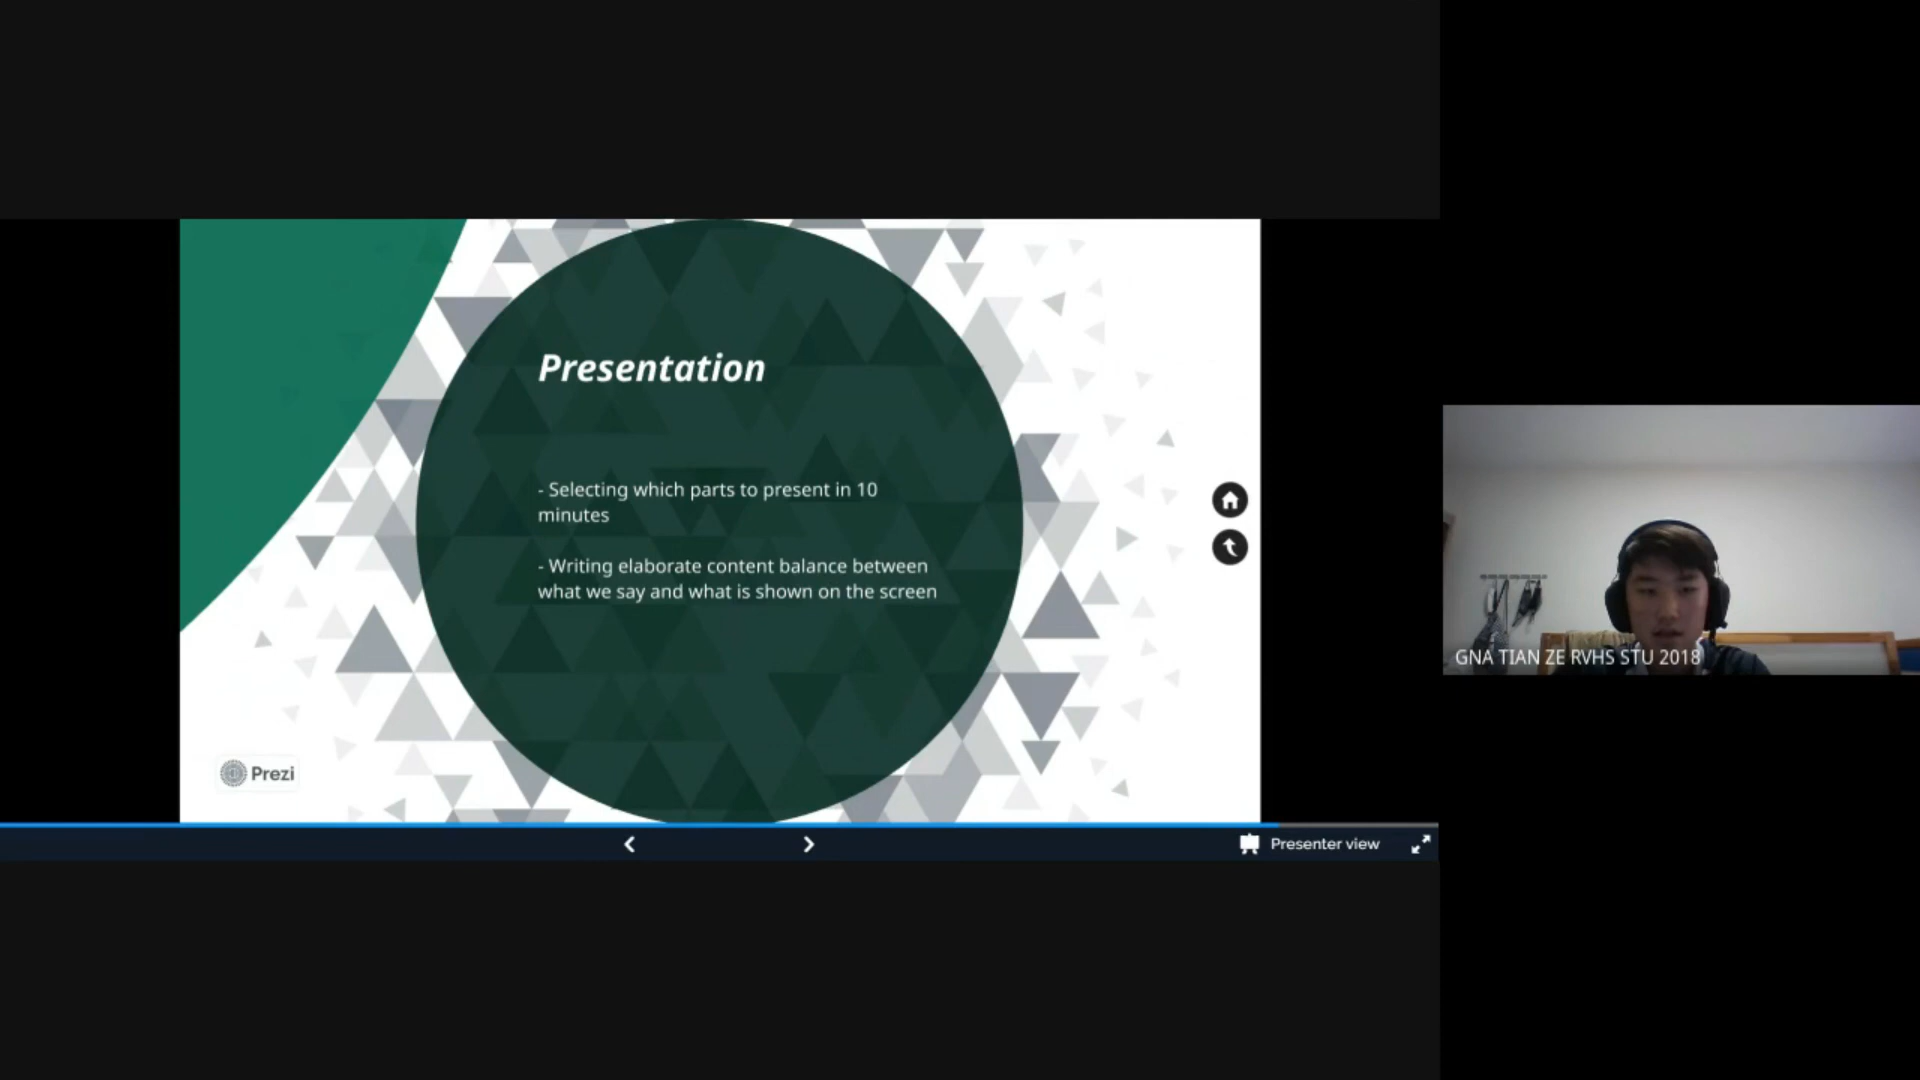 Presentation
- Selecting which parts to present in 10
minutes
- Writing elaborate content balance between
what we say and what is shown on the screen
Prezi
Presenter view
GNA TIAN ZE RVHS STU 2018